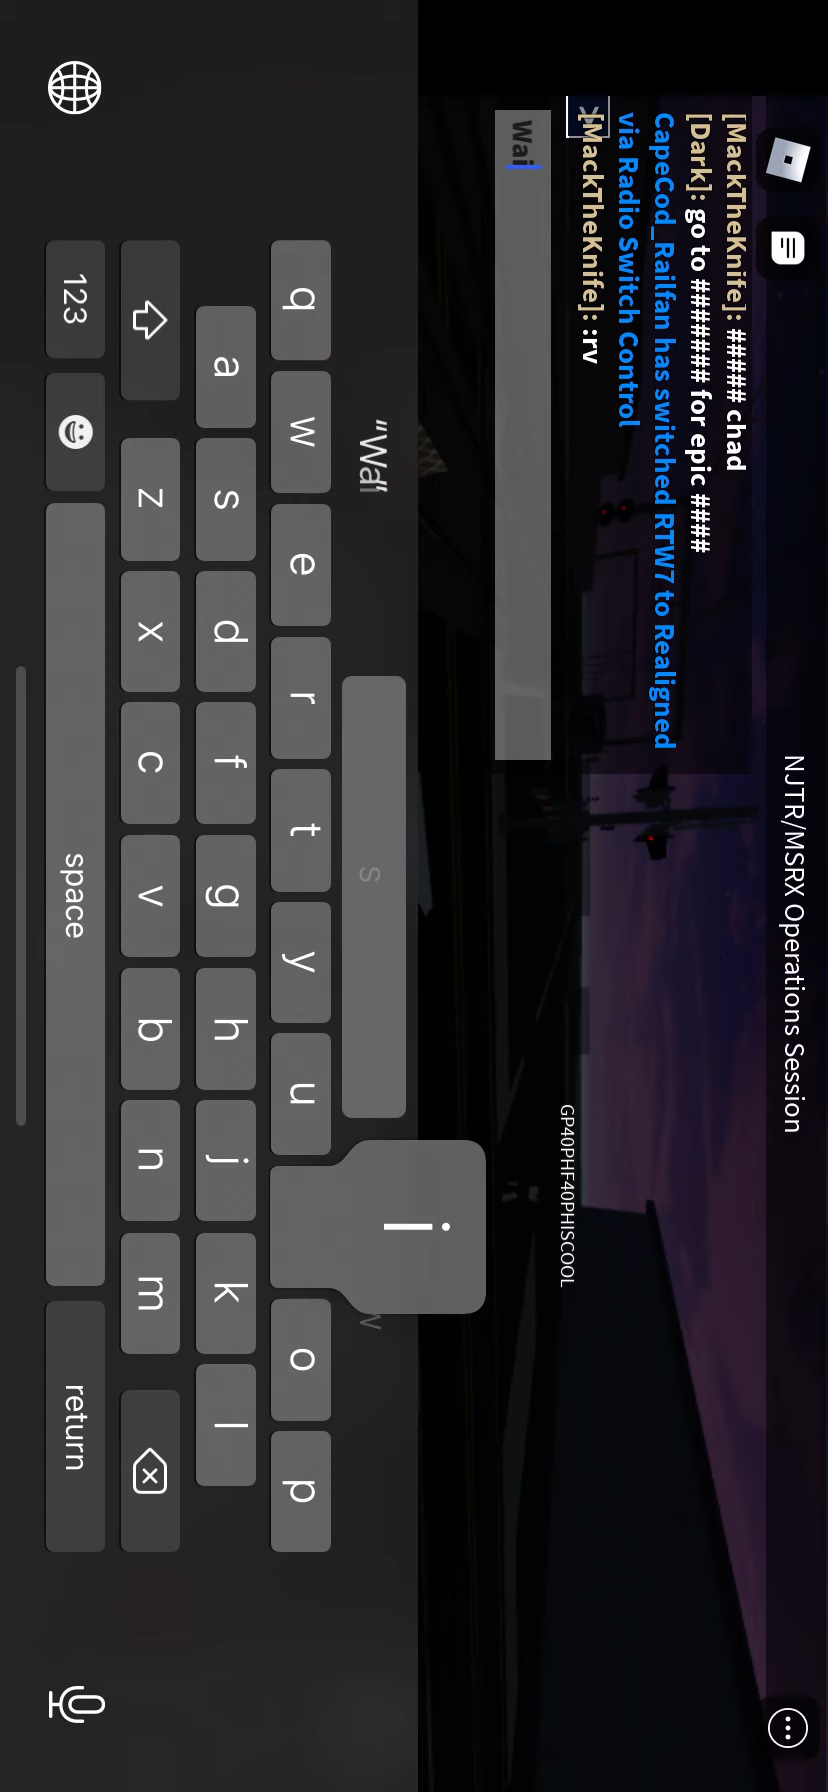 NJTR/MSRX Operations Session
[MackTheKnife]: ##### chad
[Dark]: go to ####### for epic ####
CapeCod_Railfan has switched RTW7 to Realigned
via Radio Switch Control
[MackTheKnife]: :rv
Wai
GP40PHF40PHISCOOL
"Wai"
s
w
q w e r t y u i o p
a s d f g h j k l
z x c v b n m
123 space return